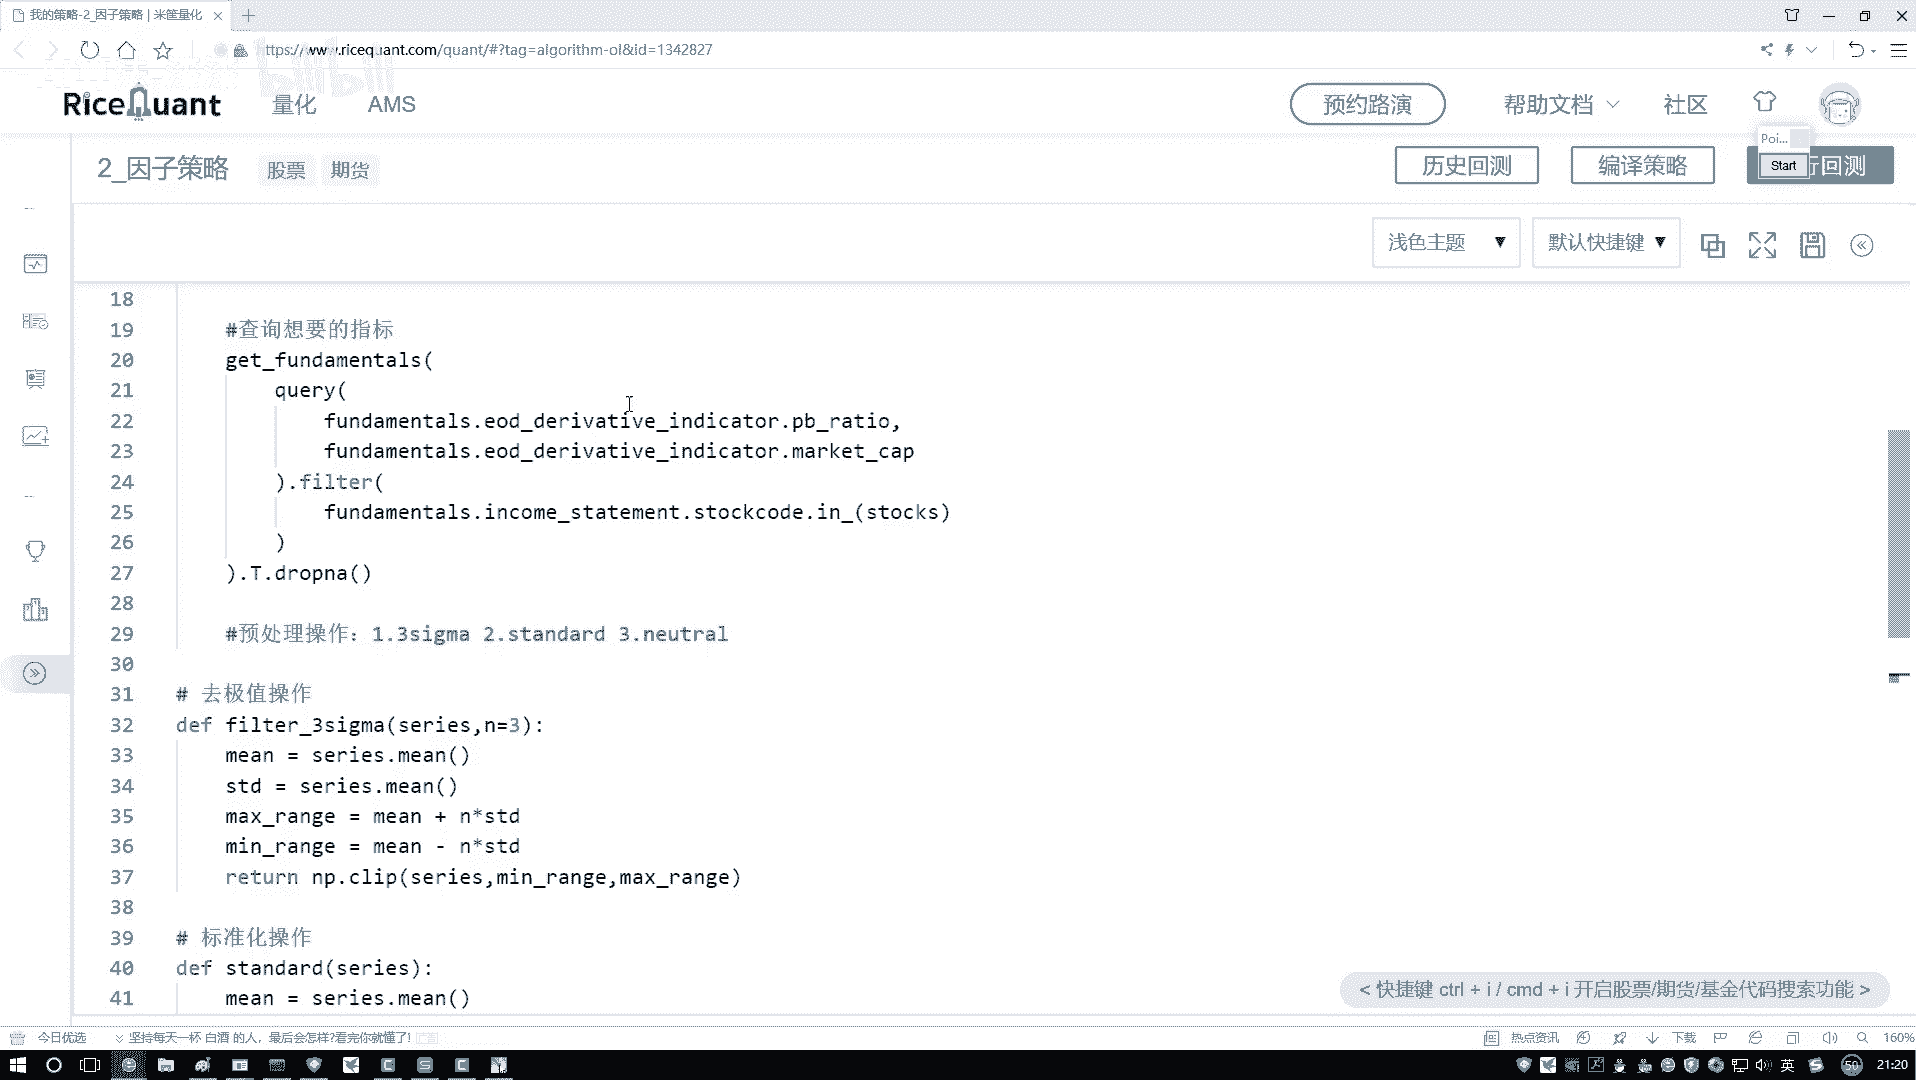 我的策略-2_因子策略 | 米筐量化
https://www.ricequant.com/quant/#?tag=algorithm-ol&id=1342827
RiceQuant 量化 AMS 预约路演 帮助文档 社区
Poi...
2_因子策略 股票 期货 历史回测 编译策略 Start 行回测
浅色主题 默认快捷键
18
19 #查询想要的指标
20 get_fundamentals(
21 query(
22 fundamentals.eod_derivative_indicator.pb_ratio,
23 fundamentals.eod_derivative_indicator.market_cap
24 ).filter(
25 fundamentals.income_statement.stockcode.in_(stocks)
26 )
27 ).T.dropna()
28
29 #预处理操作：1.3sigma 2.standard 3.neutral
30
31 # 去极值操作
32 def filter_3sigma(series,n=3):
33 mean = series.mean()
34 std = series.mean()
35 max_range = mean + n*std
36 min_range = mean - n*std
37 return np.clip(series,min_range,max_range)
38
39 # 标准化操作
40 def standard(series):
41 mean = series.mean()
< 快捷键 ctrl + i / cmd + i 开启股票/期货/基金代码搜索功能 >
今日优选 坚持每天一杯 白酒 的人，最后会怎样?看完你就懂了! 热点资讯 下载 160%
英 50 21:20